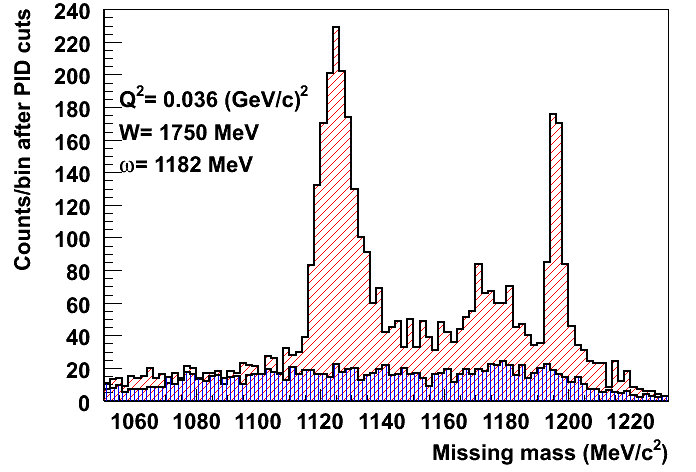 240
220
200
180
160
140
120
100
80
60
40
20
0
Counts/bin after PID cuts
Q²= 0.036 (GeV/c)²
W= 1750 MeV
ω= 1182 MeV
1060 1080 1100 1120 1140 1160 1180 1200 1220
Missing mass (MeV/c²)